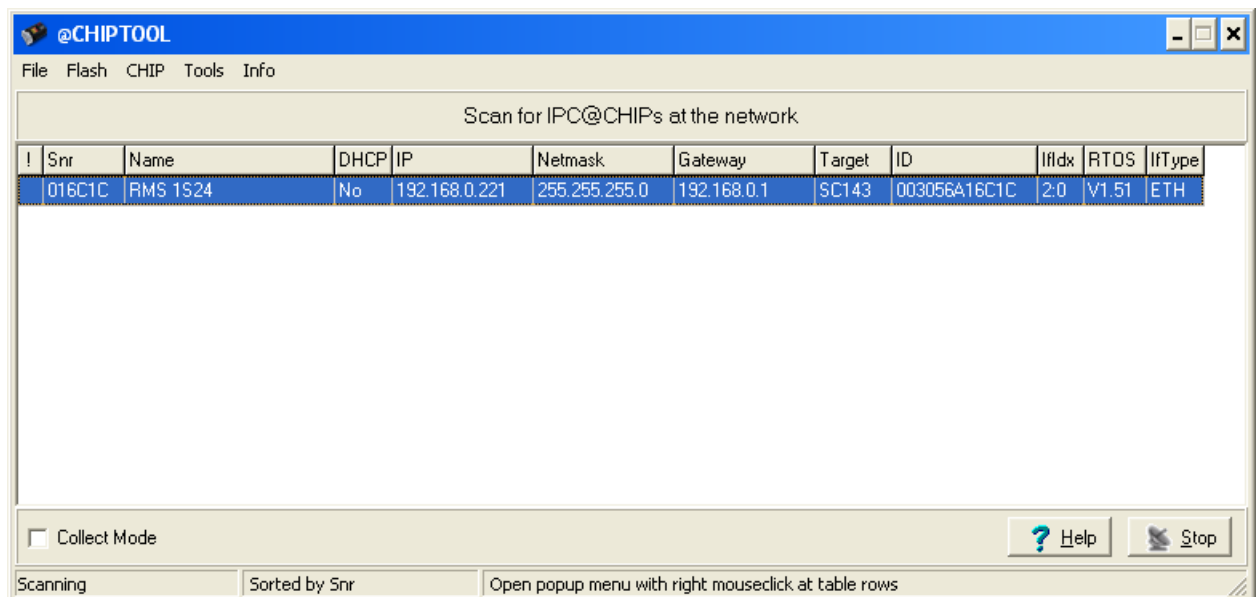 @CHIPTOOL
File Flash CHIP Tools Info
Scan for IPC@CHIPs at the network
! Snr Name DHCP IP Netmask Gateway Target ID IfIdx RTOS IfType
016C1C RMS 1S24 No 192.168.0.221 255.255.255.0 192.168.0.1 SC143 003056A16C1C 2:0 V1.51 ETH
Collect Mode ? Help Stop
Scanning Sorted by Snr Open popup menu with right mouseclick at table rows